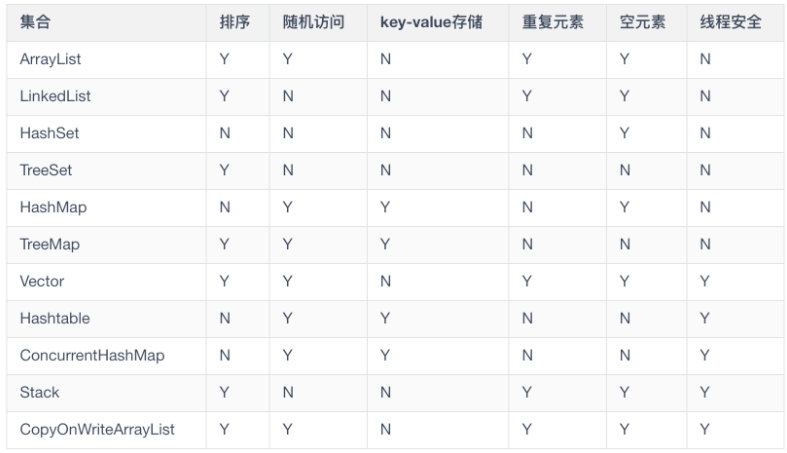 集合 排序 随机访问 key-value存储 重复元素 空元素 线程安全
ArrayList Y Y N Y Y N
LinkedList Y N N Y Y N
HashSet N N N N Y N
TreeSet Y N N N N N
HashMap N Y Y N Y N
TreeMap Y Y Y N N N
Vector Y Y N Y Y Y
Hashtable N Y Y N N Y
ConcurrentHashMap N Y Y N N Y
Stack Y N N Y Y Y
CopyOnWriteArrayList Y Y N Y Y Y